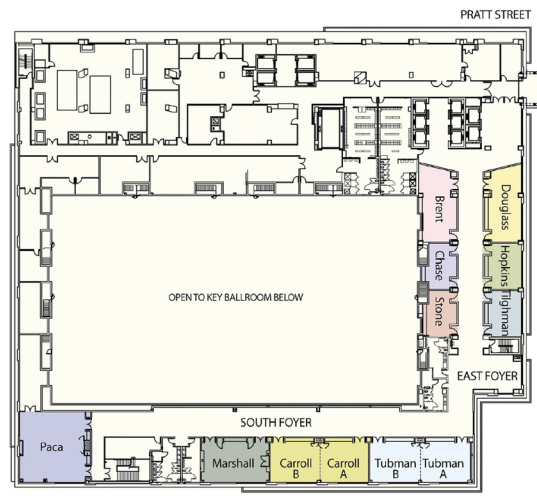 PRATT STREET
Brent
Douglass
Chase
Hopkins
Stone
Tilghman
OPEN TO KEY BALLROOM BELOW
EAST FOYER
SOUTH FOYER
Paca
Marshall
Carroll
B
Carroll
A
Tubman
B
Tubman
A